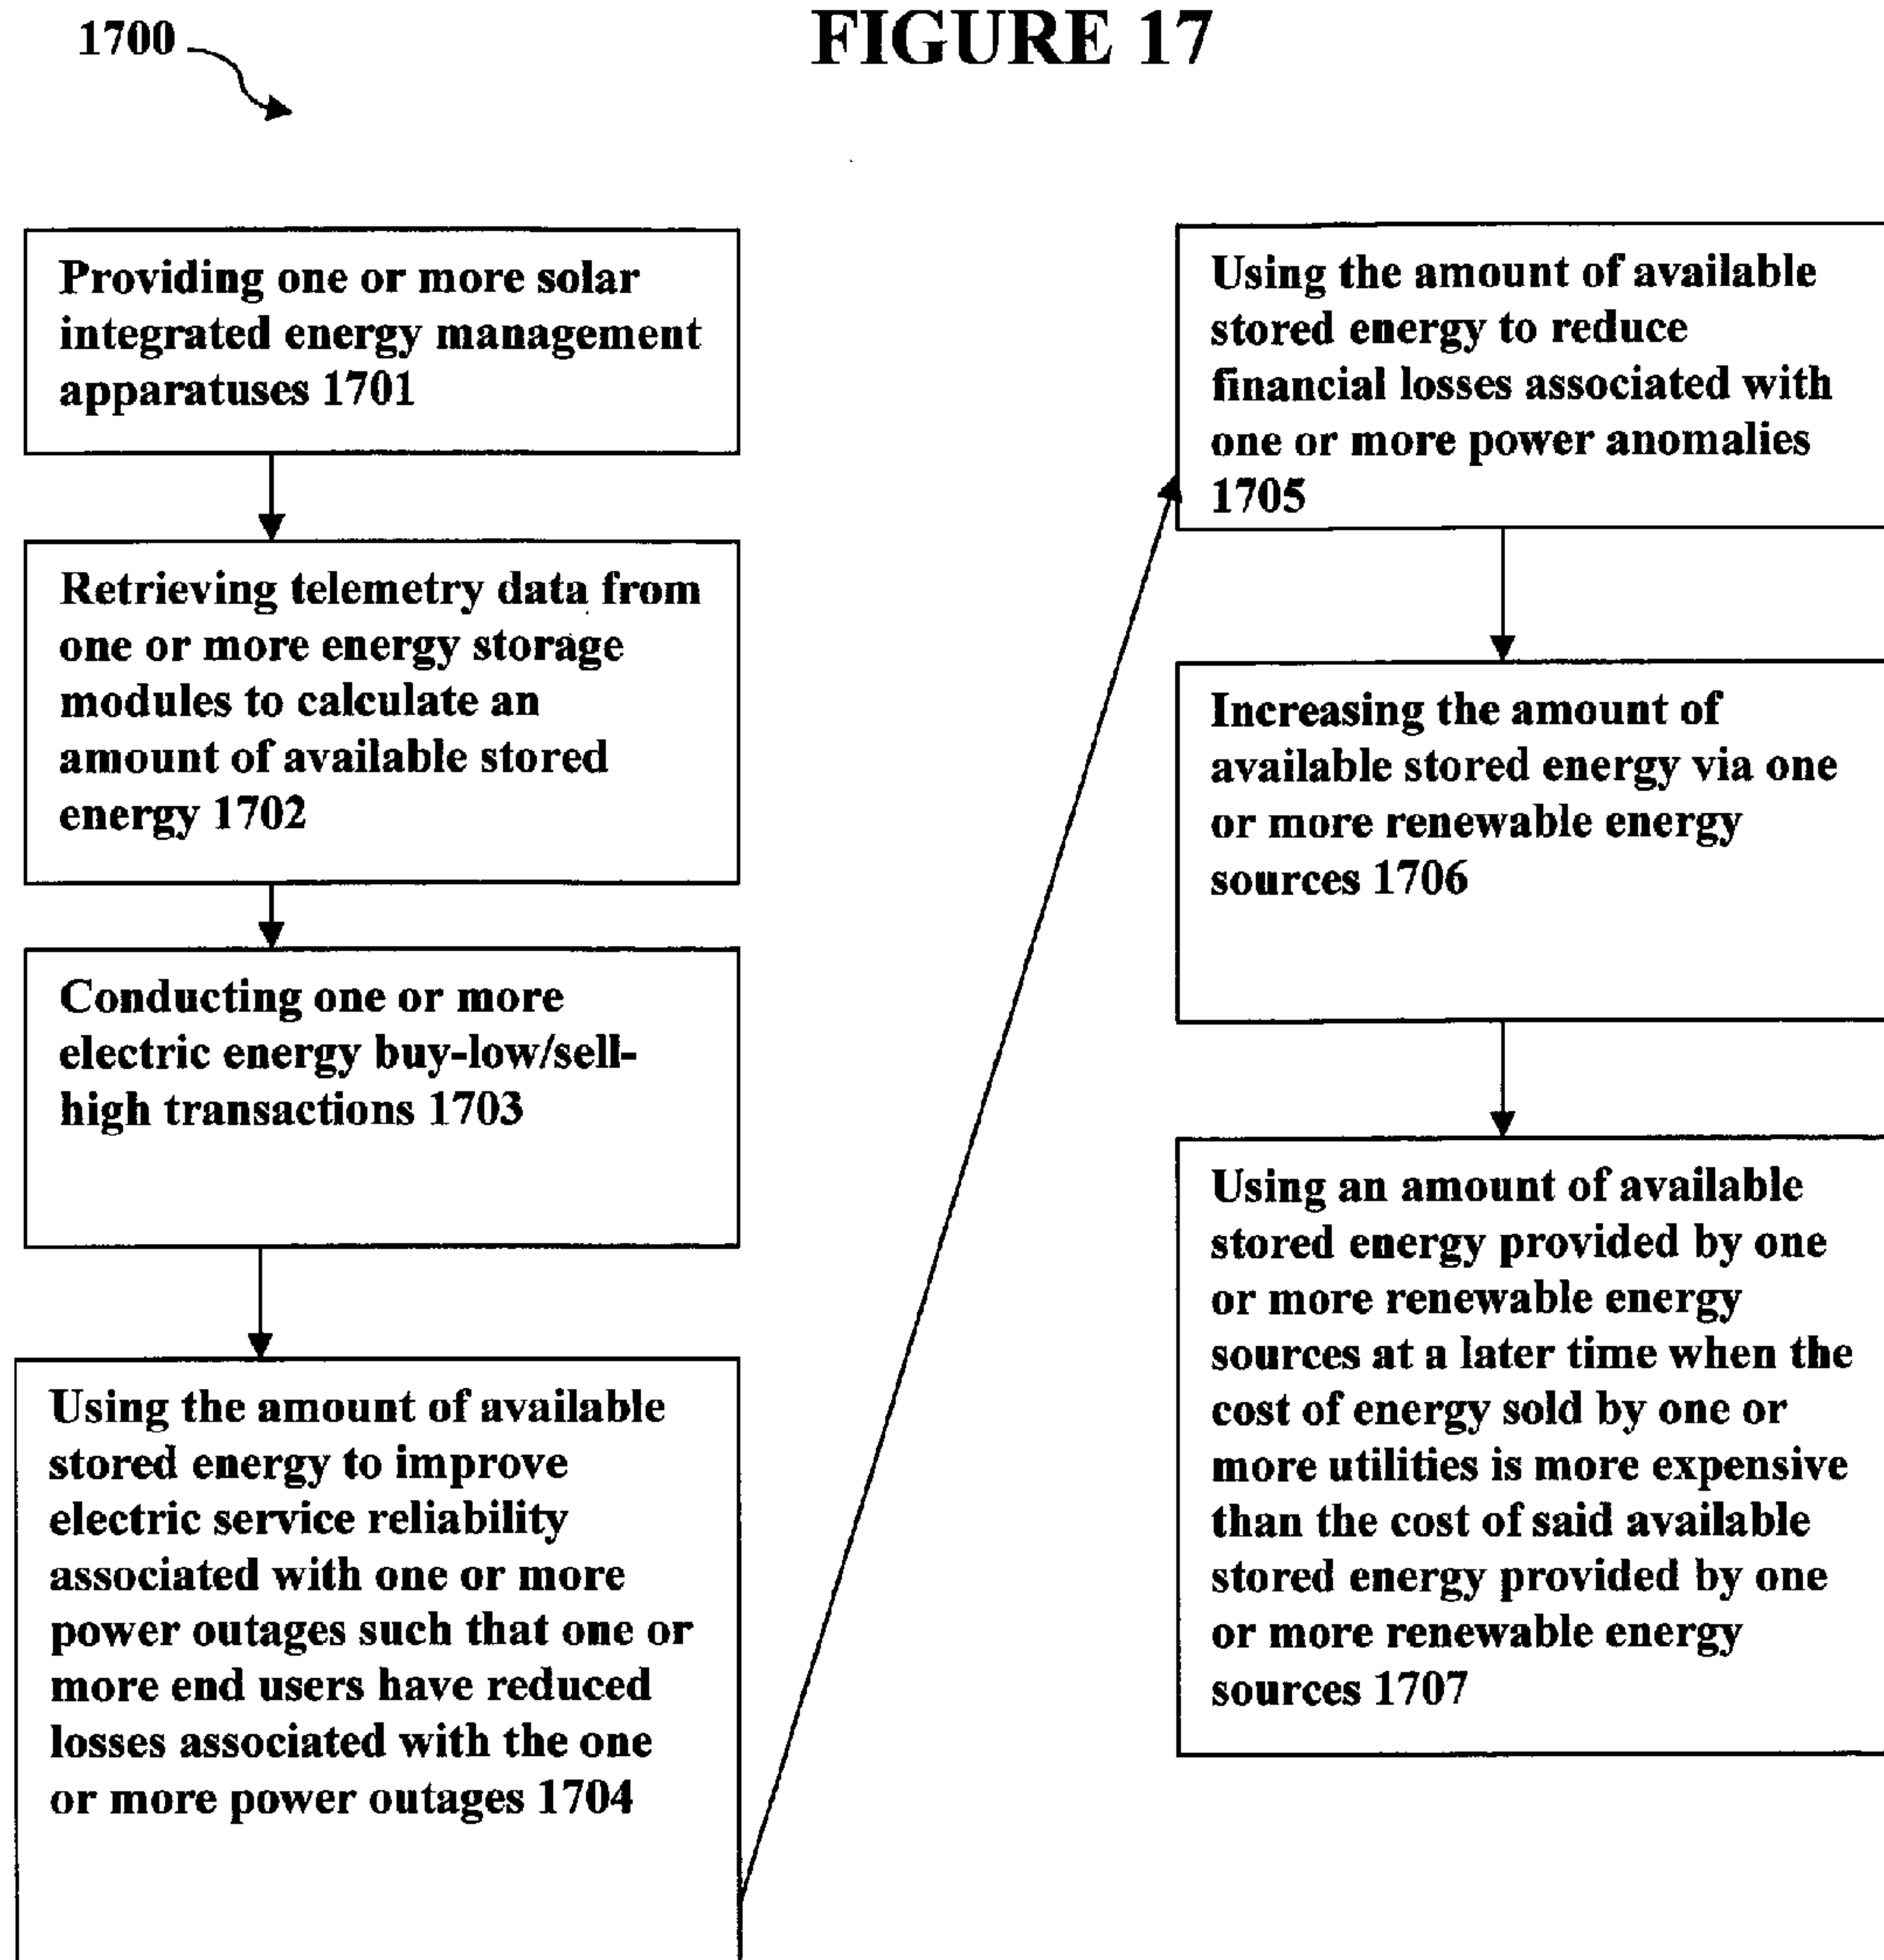 1700
FIGURE 17
Providing one or more solar
integrated energy management
apparatuses 1701
Retrieving telemetry data from
one or more energy storage
modules to calculate an
amount of available stored
energy 1702
Conducting one or more
electric energy buy-low/sell-
high transactions 1703
Using the amount of available
stored energy to improve
electric service reliability
associated with one or more
power outages such that one or
more end users have reduced
losses associated with the one
or more power outages 1704
Using the amount of available
stored energy to reduce
financial losses associated with
one or more power anomalies
1705
Increasing the amount of
available stored energy via one
or more renewable energy
sources 1706
Using an amount of available
stored energy provided by one
or more renewable energy
sources at a later time when the
cost of energy sold by one or
more utilities is more expensive
than the cost of said available
stored energy provided by one
or more renewable energy
sources 1707